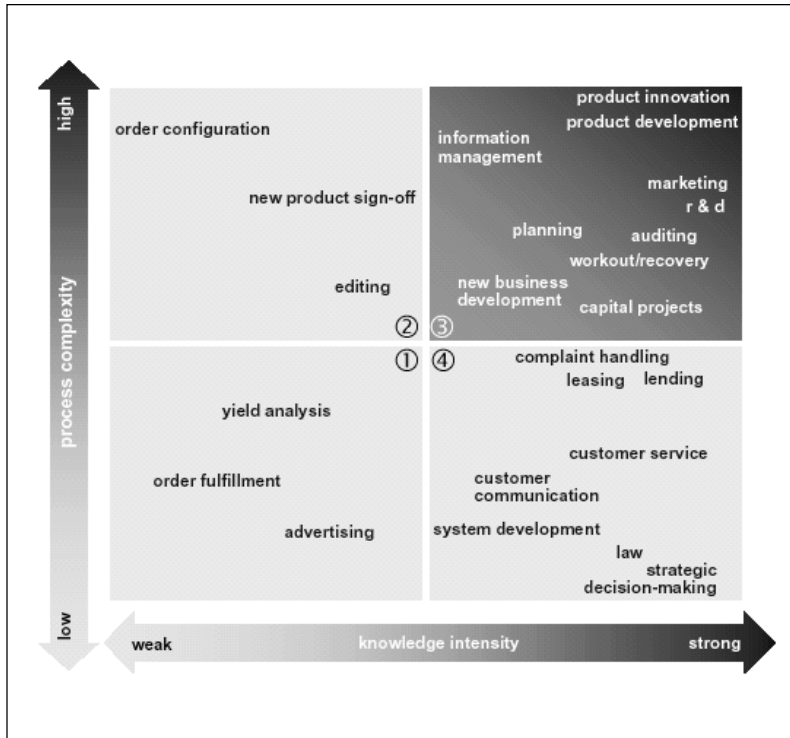 high
process complexity
low
order configuration
new product sign-off
editing
②
product innovation
product development
information
management
marketing
r & d
planning
auditing
workout/recovery
new business
development
capital projects
③
①
yield analysis
order fulfillment
advertising
④
complaint handling
leasing
lending
customer service
customer
communication
system development
law
strategic
decision-making
weak
knowledge intensity
strong